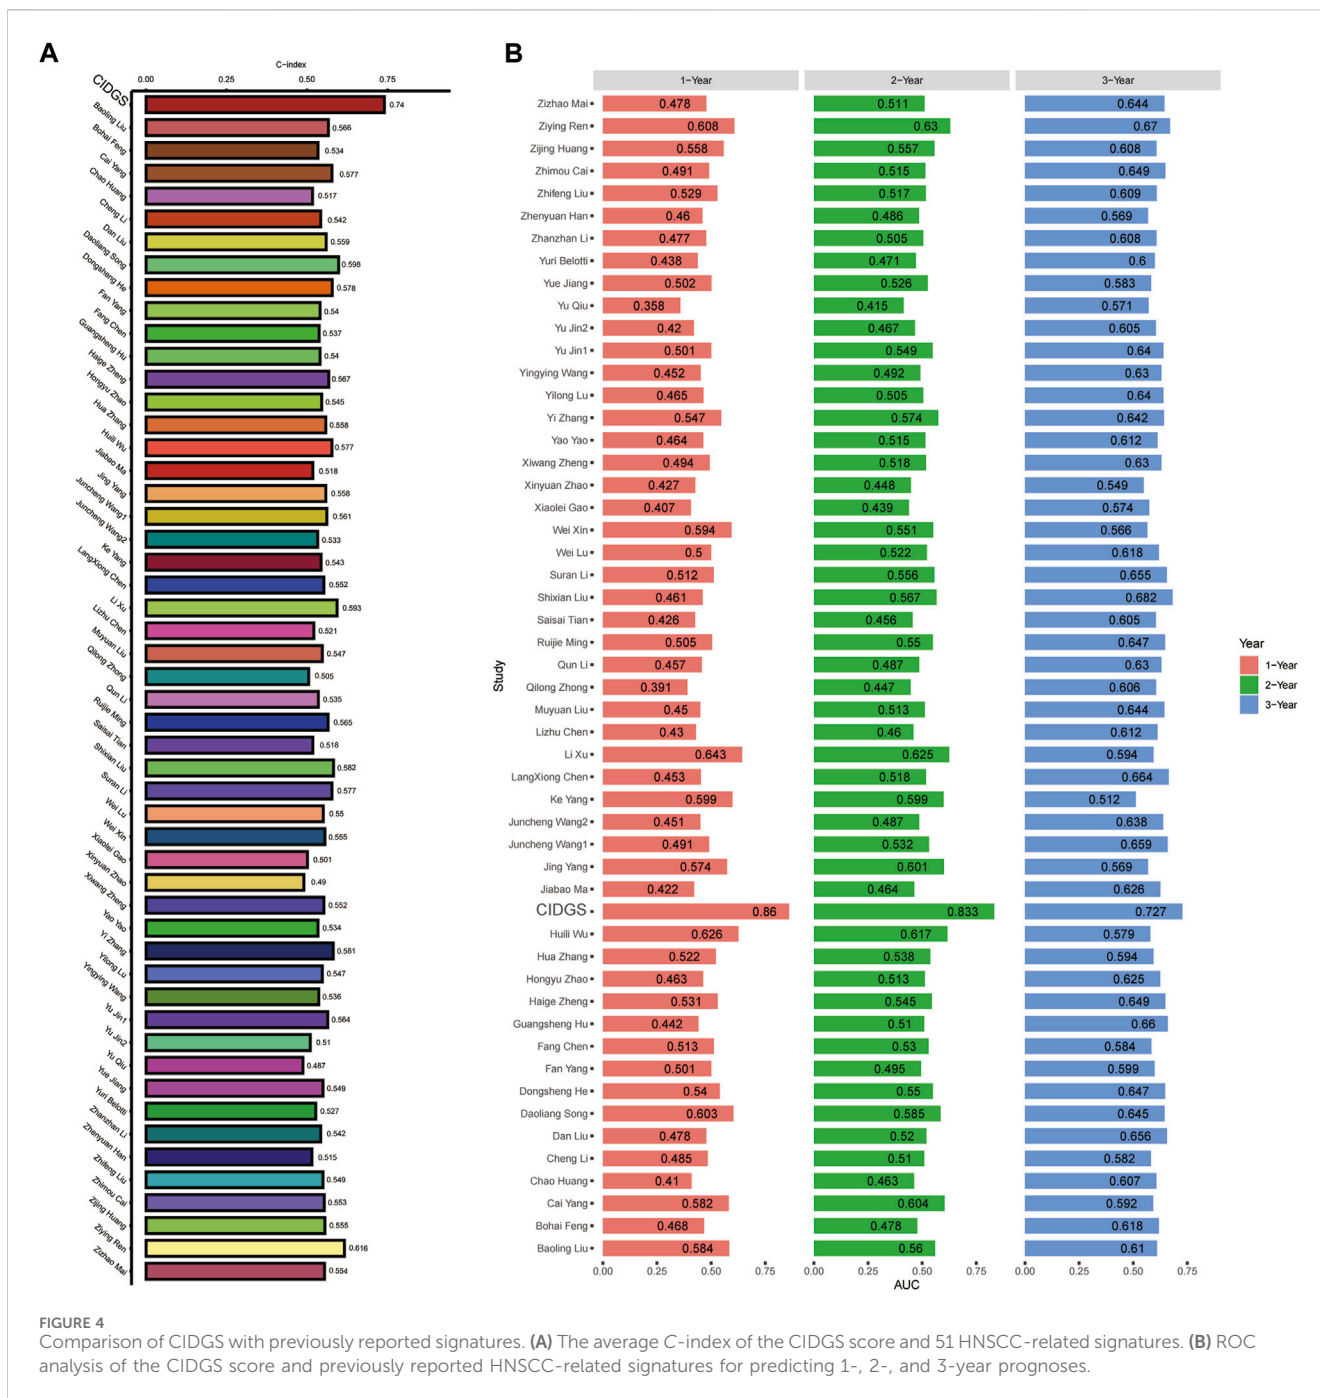 A
C-index
0.00 0.25 0.50 0.75
CIDGS 0.74
Baoling Liu 0.566
Bohai Feng 0.534
Cai Yang 0.577
Chao Huang 0.517
Cheng Li 0.542
Dan Liu 0.559
Daoliang Song 0.598
Dongsheng He 0.578
Fan Yang 0.54
Fang Chen 0.537
Guangsheng Hu 0.54
Haige Zheng 0.567
Hongyu Zhao 0.545
Hua Zhang 0.558
Huili Wu 0.577
Jiabao Ma 0.518
Jing Yang 0.558
Juncheng Wang1 0.561
Juncheng Wang2 0.533
Ke Yang 0.543
LangXiong Chen 0.552
Li Xu 0.593
Lizhu Chen 0.521
Muyuan Liu 0.547
Qilong Zhong 0.505
Qun Li 0.535
Ruijie Ming 0.565
Saisai Tian 0.518
Shixian Liu 0.582
Suran Li 0.577
Wei Lu 0.55
Wei Xin 0.555
Xiaolei Gao 0.501
Xinyuan Zhao 0.49
Xiwang Zheng 0.552
Yao Yao 0.534
Yi Zhang 0.581
Yilong Lu 0.547
Yingying Wang 0.536
Yu Jin1 0.564
Yu Jin2 0.51
Yu Qiu 0.487
Yue Jiang 0.549
Yuri Belotti 0.527
Zhanzhan Li 0.542
Zhenyuan Han 0.515
Zhifeng Liu 0.549
Zhimou Cai 0.553
Zijing Huang 0.555
Ziying Ren 0.616
Zizhao Mai 0.554
B
1-Year 2-Year 3-Year
Zizhao Mai 0.478 0.511 0.644
Ziying Ren 0.608 0.63 0.67
Zijing Huang 0.558 0.557 0.608
Zhimou Cai 0.491 0.515 0.649
Zhifeng Liu 0.529 0.517 0.609
Zhenyuan Han 0.46 0.486 0.569
Zhanzhan Li 0.477 0.505 0.608
Yuri Belotti 0.438 0.471 0.6
Yue Jiang 0.502 0.526 0.583
Yu Qiu 0.358 0.415 0.571
Yu Jin2 0.42 0.467 0.605
Yu Jin1 0.501 0.549 0.64
Yingying Wang 0.452 0.492 0.63
Yilong Lu 0.465 0.505 0.64
Yi Zhang 0.547 0.574 0.642
Yao Yao 0.464 0.515 0.612
Xiwang Zheng 0.494 0.518 0.63
Xinyuan Zhao 0.427 0.448 0.549
Xiaolei Gao 0.407 0.439 0.574
Wei Xin 0.594 0.551 0.566
Wei Lu 0.5 0.522 0.618
Suran Li 0.512 0.556 0.655
Shixian Liu 0.461 0.567 0.682
Saisai Tian 0.426 0.456 0.605
Ruijie Ming 0.505 0.55 0.647
Qun Li 0.457 0.487 0.63
Qilong Zhong 0.391 0.447 0.606
Muyuan Liu 0.45 0.513 0.644
Lizhu Chen 0.43 0.46 0.612
Li Xu 0.643 0.625 0.594
LangXiong Chen 0.453 0.518 0.664
Ke Yang 0.599 0.599 0.512
Juncheng Wang2 0.451 0.487 0.638
Juncheng Wang1 0.491 0.532 0.659
Jing Yang 0.574 0.601 0.569
Jiabao Ma 0.422 0.464 0.626
CIDGS 0.86 0.833 0.727
Huili Wu 0.626 0.617 0.579
Hua Zhang 0.522 0.538 0.594
Hongyu Zhao 0.463 0.513 0.625
Haige Zheng 0.531 0.545 0.649
Guangsheng Hu 0.442 0.51 0.66
Fang Chen 0.513 0.53 0.584
Fan Yang 0.501 0.495 0.599
Dongsheng He 0.54 0.55 0.647
Daoliang Song 0.603 0.585 0.645
Dan Liu 0.478 0.52 0.656
Cheng Li 0.485 0.51 0.582
Chao Huang 0.41 0.463 0.607
Cai Yang 0.582 0.604 0.592
Bohai Feng 0.468 0.478 0.618
Baoling Liu 0.584 0.56 0.61
0.00 0.25 0.50 0.75 0.00 0.25 0.50 0.75 0.00 0.25 0.50 0.75
AUC
Study
Year
1-Year
2-Year
3-Year
FIGURE 4
Comparison of CIDGS with previously reported signatures. (A) The average C-index of the CIDGS score and 51 HNSCC-related signatures. (B) ROC
analysis of the CIDGS score and previously reported HNSCC-related signatures for predicting 1-, 2-, and 3-year prognoses.